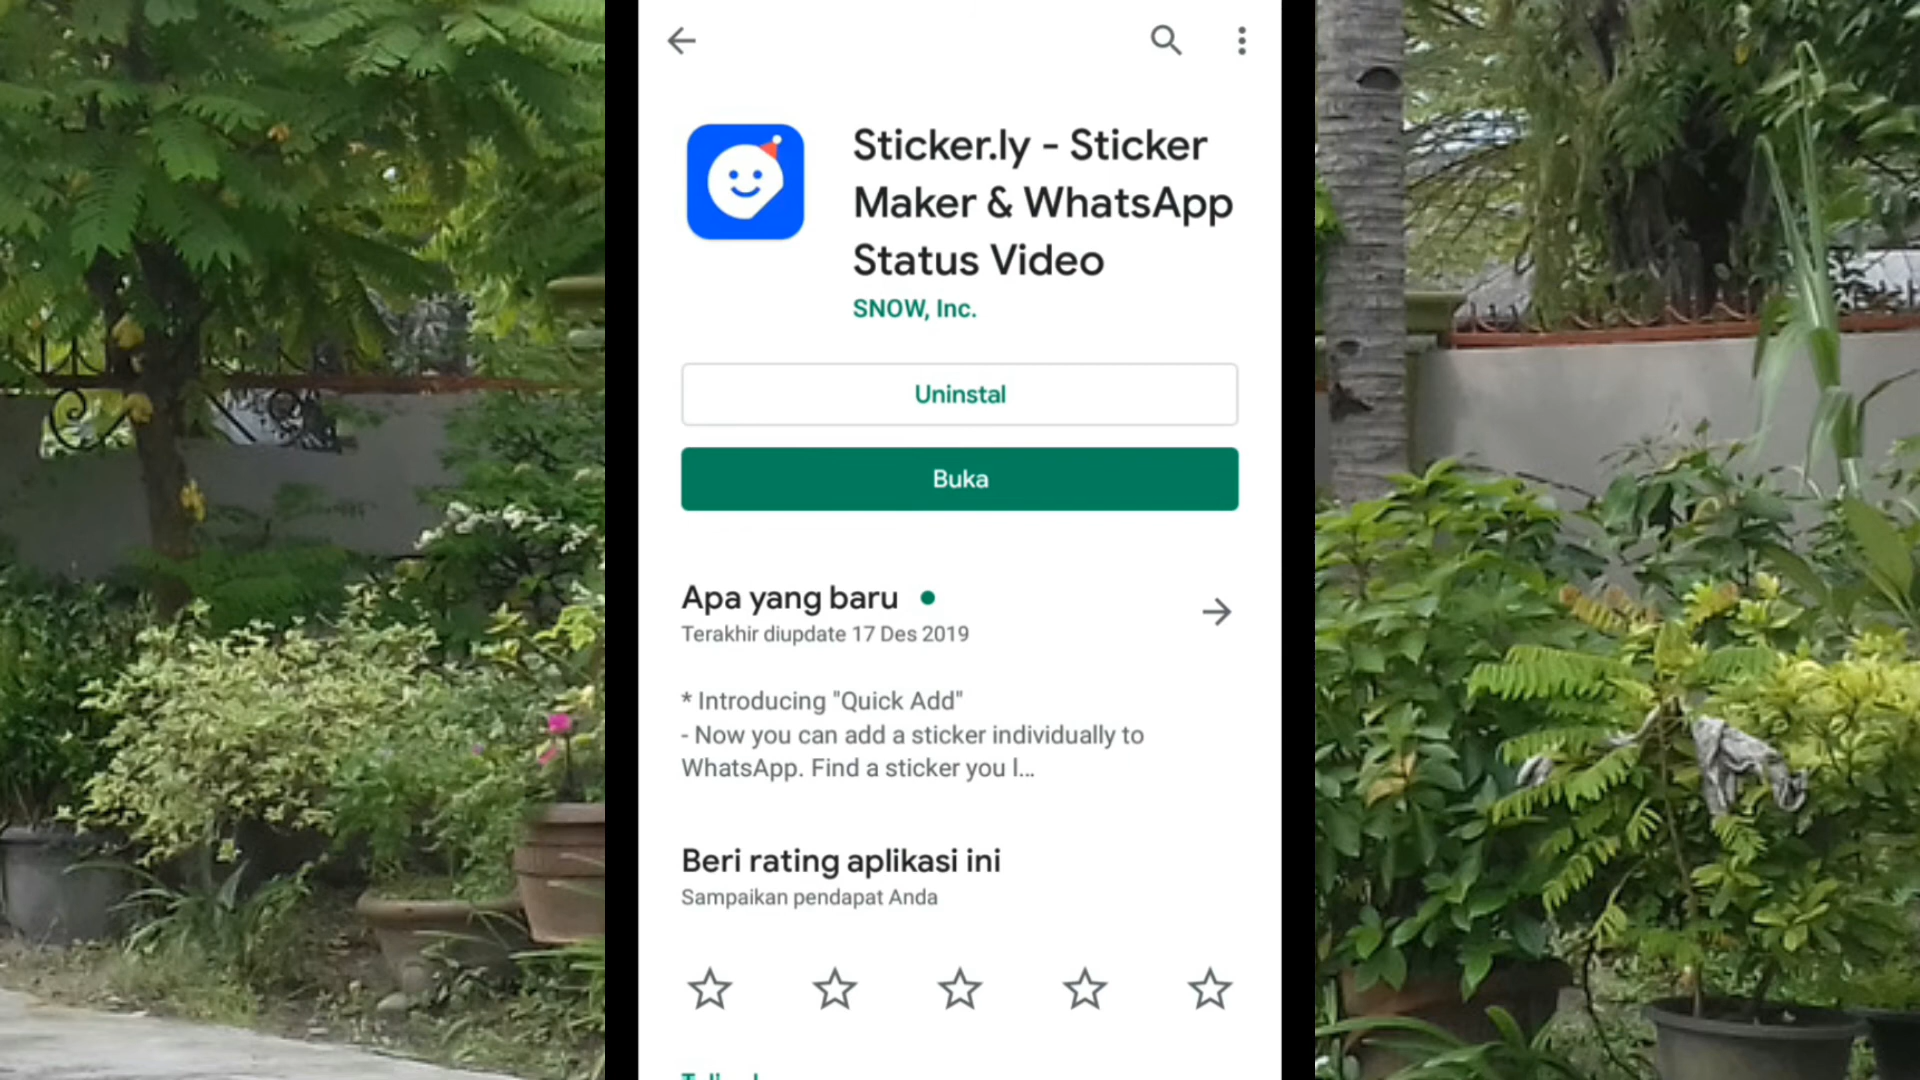 Sticker.ly - Sticker
Maker & WhatsApp
Status Video
SNOW, Inc.
Uninstal
Buka
Apa yang baru
Terakhir diupdate 17 Des 2019
* Introducing "Quick Add"
- Now you can add a sticker individually to
WhatsApp. Find a sticker you l...
Beri rating aplikasi ini
Sampaikan pendapat Anda